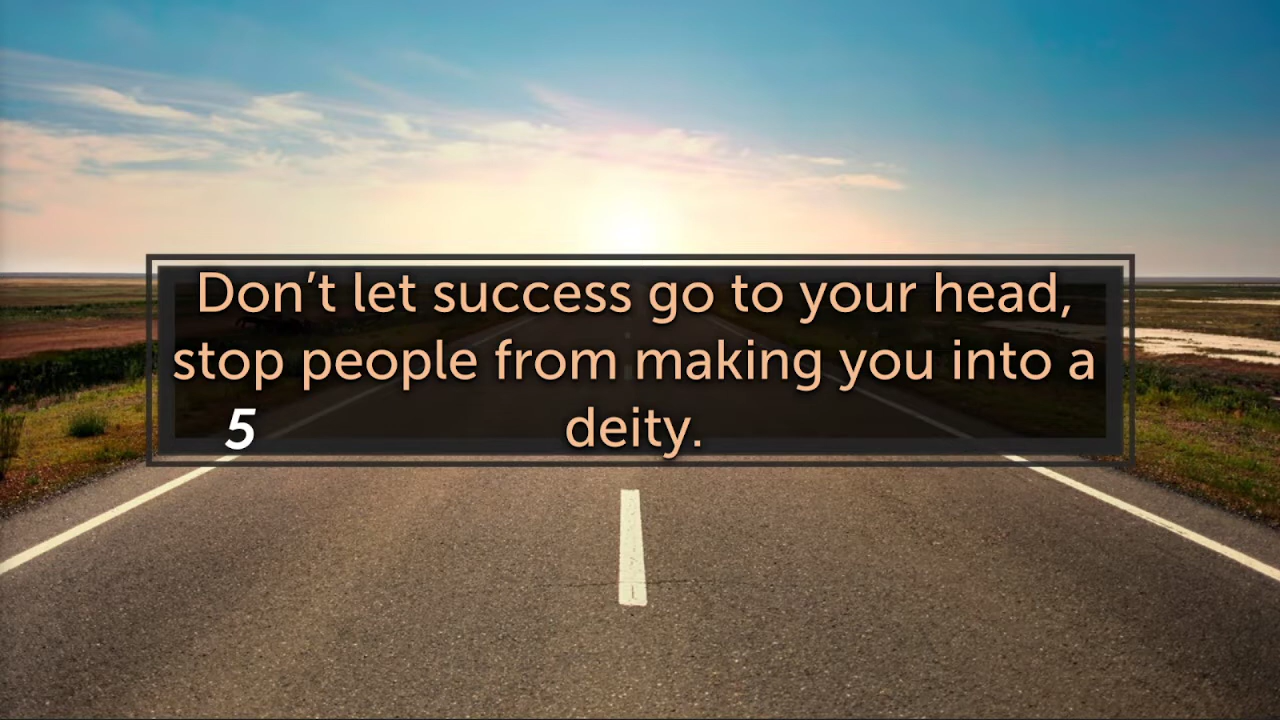 Don’t let success go to your head,
stop people from making you into a
deity.
5